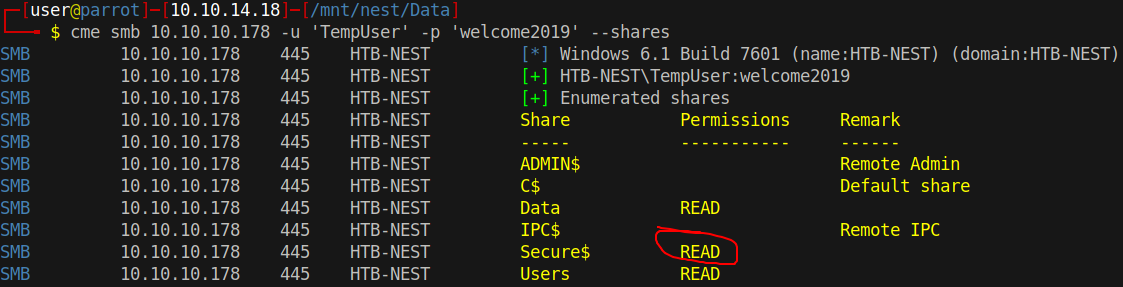 ┌─[user@parrot]─[10.10.14.18]─[/mnt/nest/Data]
└──╼ $ cme smb 10.10.10.178 -u 'TempUser' -p 'welcome2019' --shares
SMB 10.10.10.178 445 HTB-NEST [*] Windows 6.1 Build 7601 (name:HTB-NEST) (domain:HTB-NEST)
SMB 10.10.10.178 445 HTB-NEST [+] HTB-NEST\TempUser:welcome2019
SMB 10.10.10.178 445 HTB-NEST [+] Enumerated shares
SMB 10.10.10.178 445 HTB-NEST Share Permissions Remark
SMB 10.10.10.178 445 HTB-NEST ----- ----------- ------
SMB 10.10.10.178 445 HTB-NEST ADMIN$ Remote Admin
SMB 10.10.10.178 445 HTB-NEST C$ Default share
SMB 10.10.10.178 445 HTB-NEST Data READ
SMB 10.10.10.178 445 HTB-NEST IPC$ Remote IPC
SMB 10.10.10.178 445 HTB-NEST Secure$ READ
SMB 10.10.10.178 445 HTB-NEST Users READ